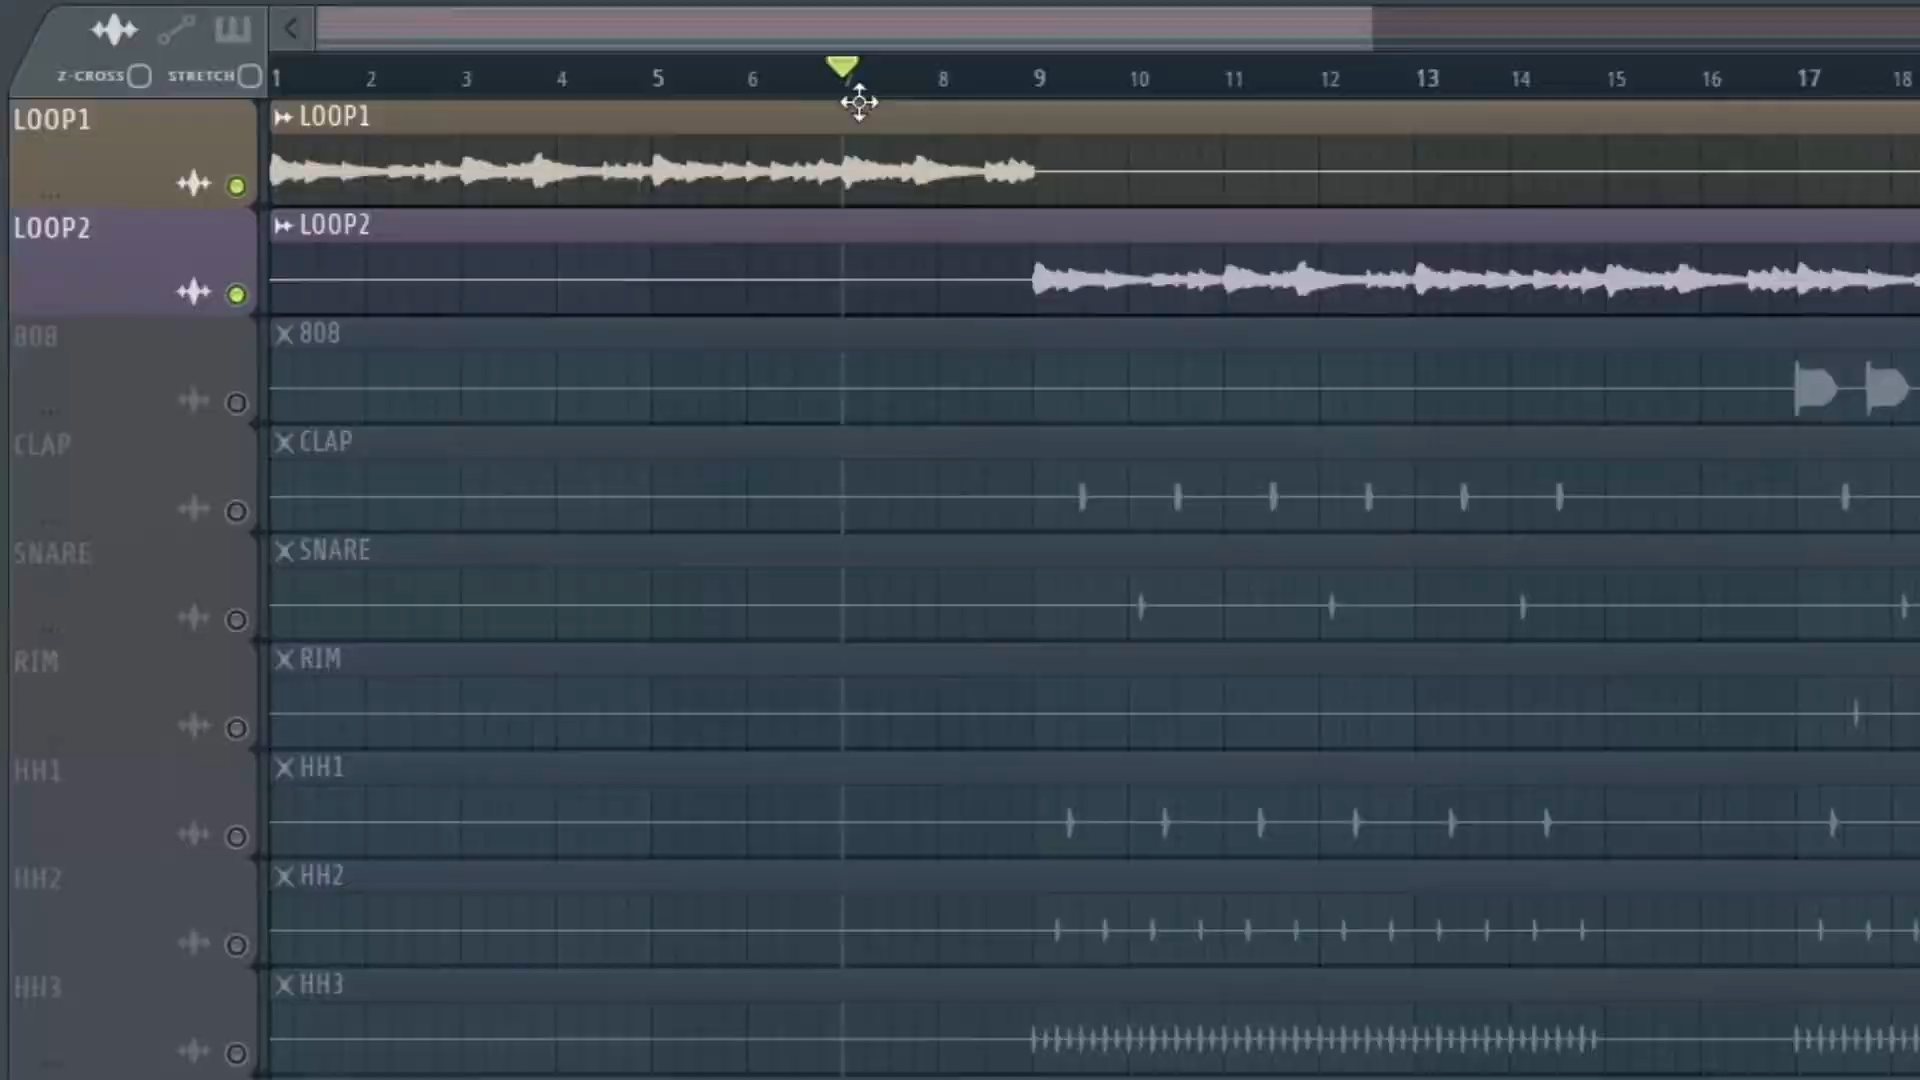 Z-CROSS STRETCH
1 2 3 4 5 6 7 8 9 10 11 12 13 14 15 16 17 18
LOOP1
LOOP1
LOOP2
LOOP2
808
808
CLAP
CLAP
SNARE
SNARE
RIM
RIM
HH1
HH1
HH2
HH2
HH3
HH3